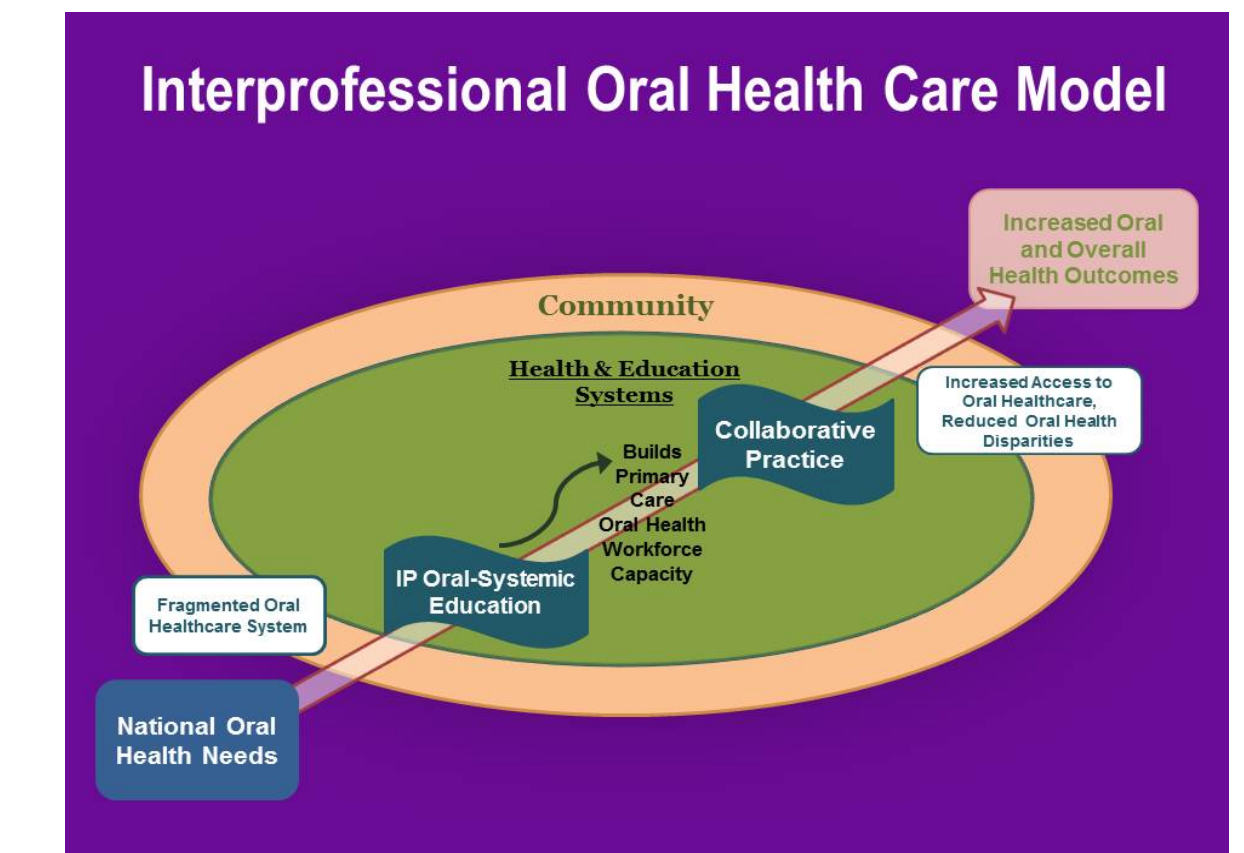 Interprofessional Oral Health Care Model
Increased Oral
and Overall
Health Outcomes
Community
Health & Education
Systems
Increased Access to
Oral Healthcare,
Reduced Oral Health
Disparities
Collaborative
Practice
Builds
Primary
Care
Oral Health
Workforce
Capacity
IP Oral-Systemic
Education
Fragmented Oral
Healthcare System
National Oral
Health Needs